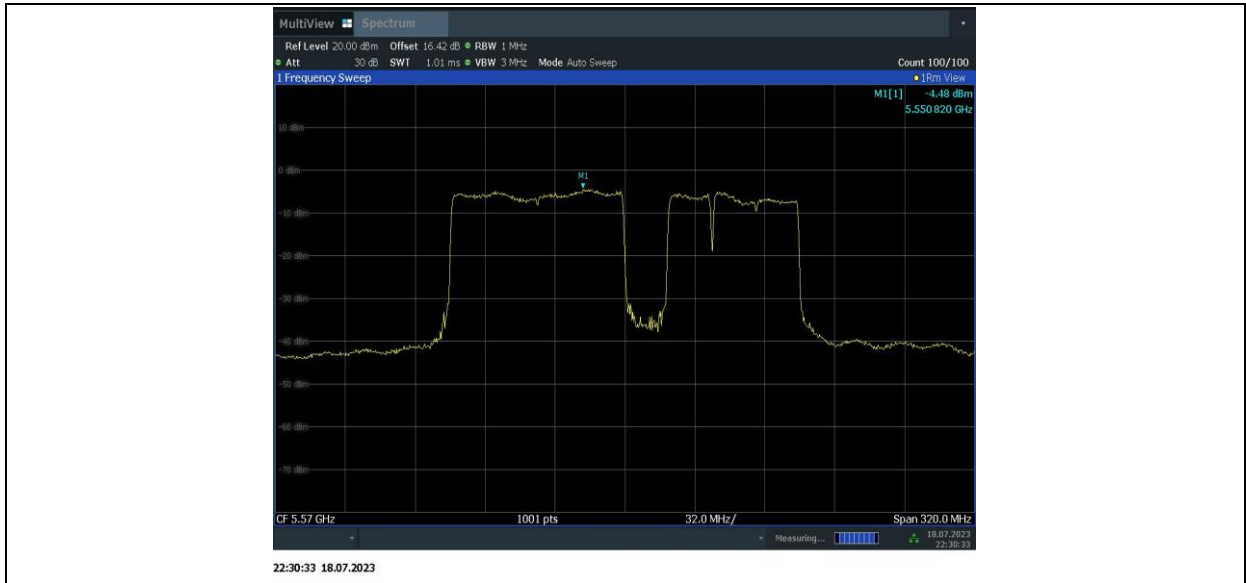 MultiView Spectrum
Ref Level 20.00 dBm Offset 16.42 dB RBW 1 MHz
Att 30 dB SWT 1.01 ms VBW 3 MHz Mode Auto Sweep Count 100/100
1 Frequency Sweep 1Rm View
M1[1] -4.48 dBm
5.550 820 GHz
10 dBm
0 dBm
M1
-10 dBm
-20 dBm
-30 dBm
-40 dBm
-50 dBm
-60 dBm
-70 dBm
CF 5.57 GHz 1001 pts 32.0 MHz/ Span 320.0 MHz
Measuring... 18.07.2023
22:30:33
22:30:33 18.07.2023